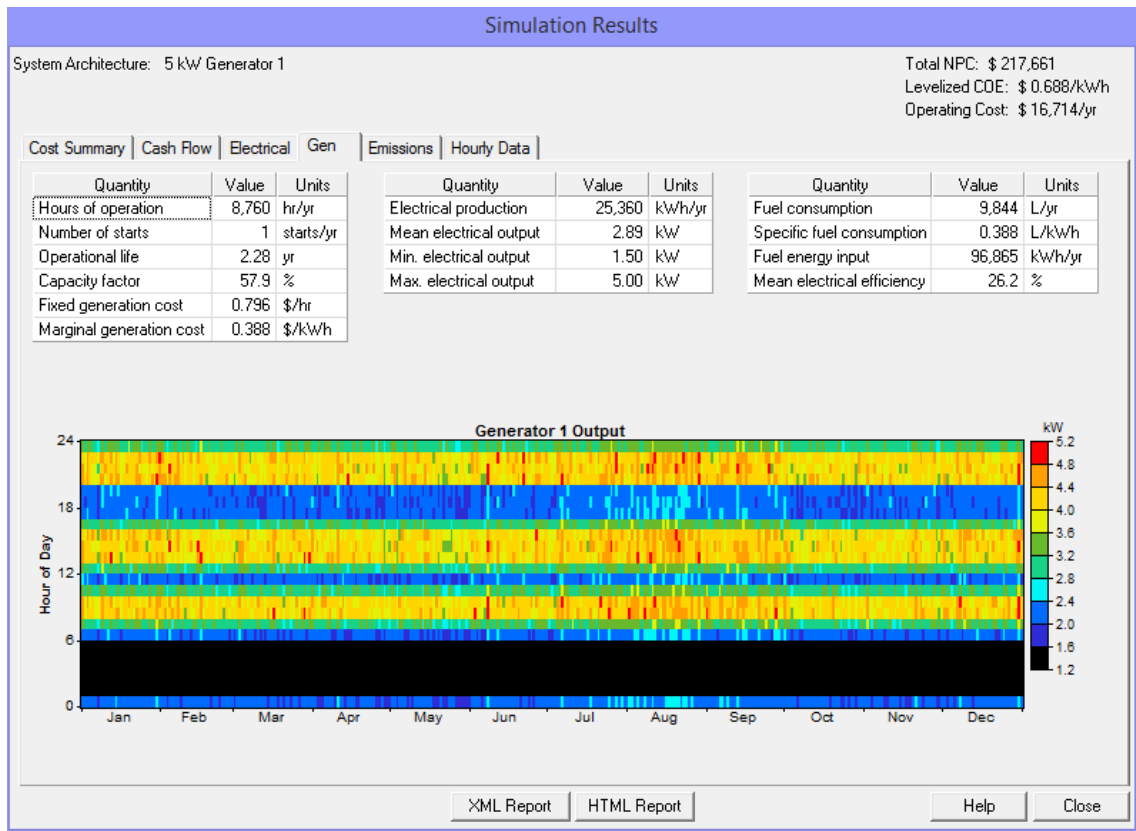 Simulation Results
System Architecture: 5 kW Generator 1
Total NPC: $ 217,661
Levelized COE: $ 0.688/kWh
Operating Cost: $ 16,714/yr
Cost Summary Cash Flow Electrical Gen Emissions Hourly Data
Quantity Value Units
Hours of operation 8,760 hr/yr
Number of starts 1 starts/yr
Operational life 2.28 yr
Capacity factor 57.9 %
Fixed generation cost 0.796 $/hr
Marginal generation cost 0.388 $/kWh
Quantity Value Units
Electrical production 25,360 kWh/yr
Mean electrical output 2.89 kW
Min. electrical output 1.50 kW
Max. electrical output 5.00 kW
Quantity Value Units
Fuel consumption 9,844 L/yr
Specific fuel consumption 0.388 L/kWh
Fuel energy input 96,865 kWh/yr
Mean electrical efficiency 26.2 %
Generator 1 Output
Hour of Day
24
18
12
6
0
Jan Feb Mar Apr May Jun Jul Aug Sep Oct Nov Dec
kW
5.2
4.8
4.4
4.0
3.6
3.2
2.8
2.4
2.0
1.6
1.2
XML Report HTML Report Help Close